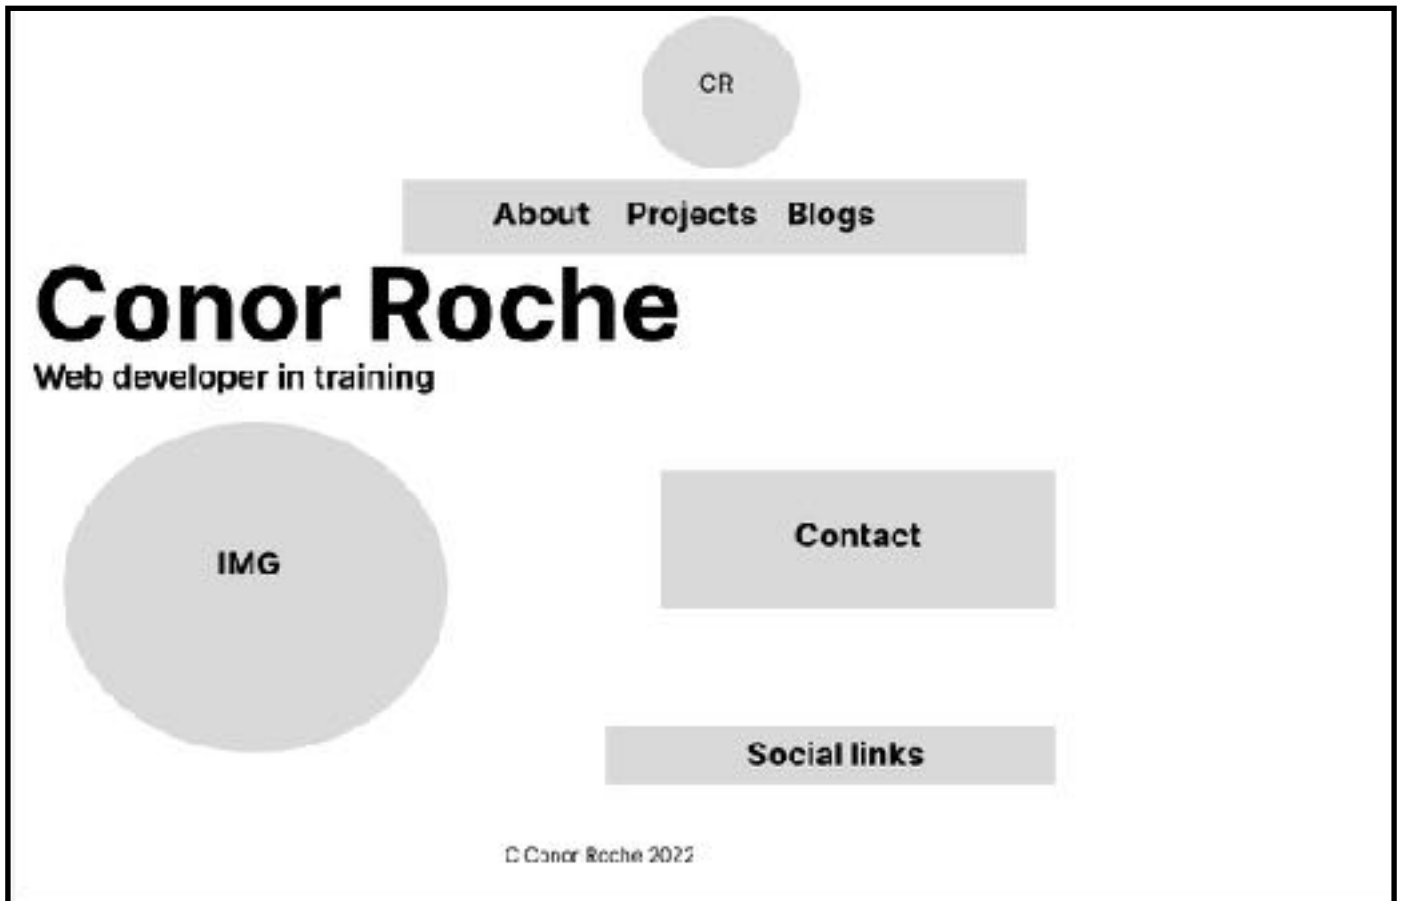 CR
About Projects Blogs
Conor Roche
Web developer in training
IMG
Contact
Social links
C Conor Roche 2022